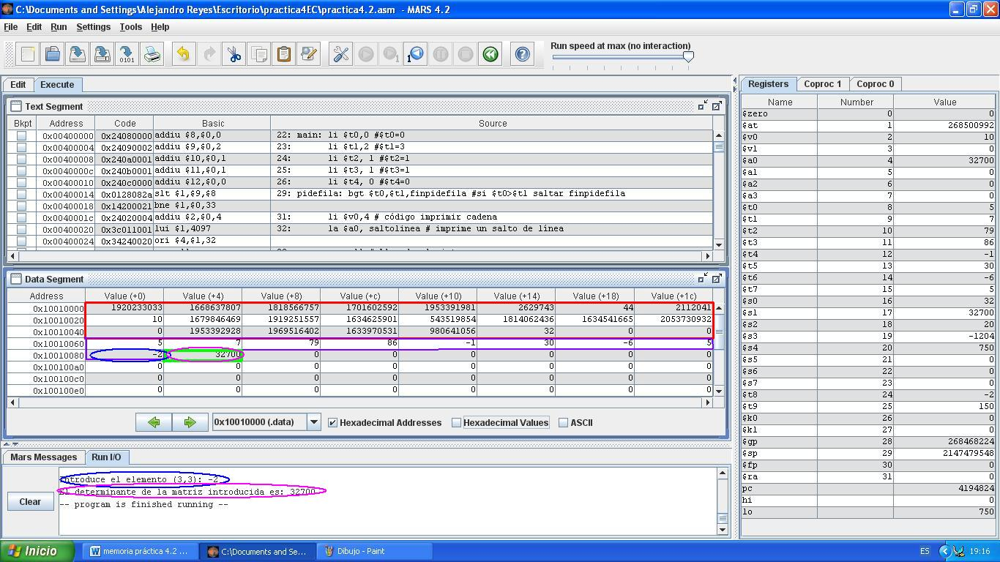 C:\Documents and Settings\Alejandro Reyes\Escritorio\practica4EC\practica4.2.asm - MARS 4.2
File Edit Run Settings Tools Help
Run speed at max (no interaction)
Edit Execute
Text Segment
Bkpt Address Code Basic Source
0x00400000 0x24080000 addiu $8,$0,0 22: main: li $t0,0 #$t0=0
0x00400004 0x24090002 addiu $9,$0,2 23: li $t1,2 #$t1=3
0x00400008 0x240a0001 addiu $10,$0,1 24: li $t2, 1 #$t2=1
0x0040000c 0x240b0001 addiu $11,$0,1 25: li $t3, 1 #$t3=1
0x00400010 0x240c0000 addiu $12,$0,0 26: li $t4, 0 #$t4=0
0x00400014 0x0128082a slt $1,$9,$8 29: pidefila: bgt $t0,$t1,finpidefila #si $t0>$t1 saltar finpidefila
0x00400018 0x14200021 bne $1,$0,33
0x0040001c 0x24020004 addiu $2,$0,4 31: li $v0,4 # código imprimir cadena
0x00400020 0x3c011001 lui $1,4097 32: la $a0, saltolinea # imprime un salto de línea
0x00400024 0x34240020 ori $4,$1,32
Data Segment
Address Value (+0) Value (+4) Value (+8) Value (+c) Value (+10) Value (+14) Value (+18) Value (+1c)
0x10010000 1920233033 1668637807 1818566757 1701602592 1953391981 2629743 44 2112041
0x10010020 10 1679846469 1919251557 1634625901 543519854 1814062436 1634541665 2053730932
0x10010040 0 1953392928 1969516402 1633970531 980641056 32 0 0
0x10010060 5 7 79 86 -1 30 -6 5
0x10010080 -2 32700 0 0 0 0 0 0
0x100100a0 0 0 0 0 0 0 0 0
0x100100c0 0 0 0 0 0 0 0 0
0x100100e0 0 0 0 0 0 0 0 0
0x10010000 (.data) Hexadecimal Addresses Hexadecimal Values ASCII
Mars Messages Run I/O
Introduce el elemento (3,3): -2
El determinante de la matriz introducida es: 32700
-- program is finished running --
Clear
Registers Coproc 1 Coproc 0
Name Number Value
$zero 0 0
$at 1 268500992
$v0 2 10
$v1 3 0
$a0 4 32700
$a1 5 0
$a2 6 0
$a3 7 0
$t0 8 5
$t1 9 7
$t2 10 79
$t3 11 86
$t4 12 -1
$t5 13 30
$t6 14 -6
$t7 15 5
$s0 16 32
$s1 17 32700
$s2 18 20
$s3 19 -1204
$s4 20 750
$s5 21 0
$s6 22 0
$s7 23 0
$t8 24 -2
$t9 25 150
$k0 26 0
$k1 27 0
$gp 28 268468224
$sp 29 2147479548
$fp 30 0
$ra 31 0
pc 4194824
hi 0
lo 750
Inicio memoria práctica 4.2 ... C:\Documents and Se... Dibujo - Paint ES 19:16